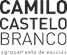 CAMILO
CASTELO
BRANCO
agrupamento de escolas